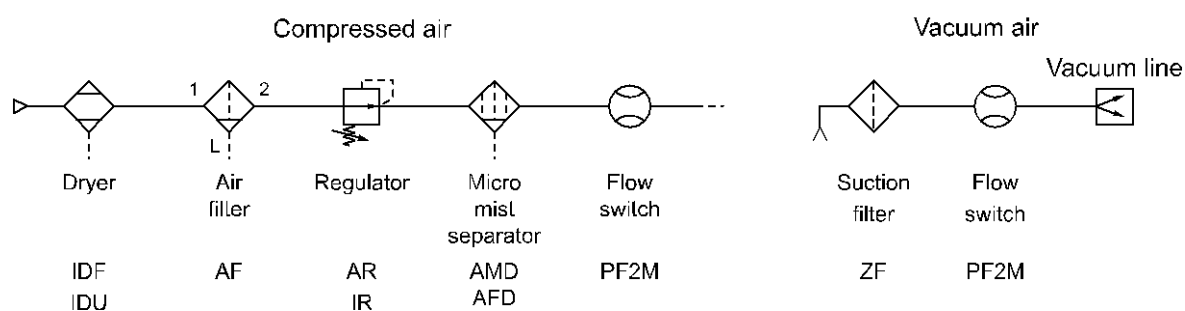 Compressed air
Vacuum air
Vacuum line
1
2
L
Dryer
Air
filler
Regulator
Micro
mist
separator
Flow
switch
Suction
filter
Flow
switch
IDF
IDU
AF
AR
IR
AMD
AFD
PF2M
ZF
PF2M